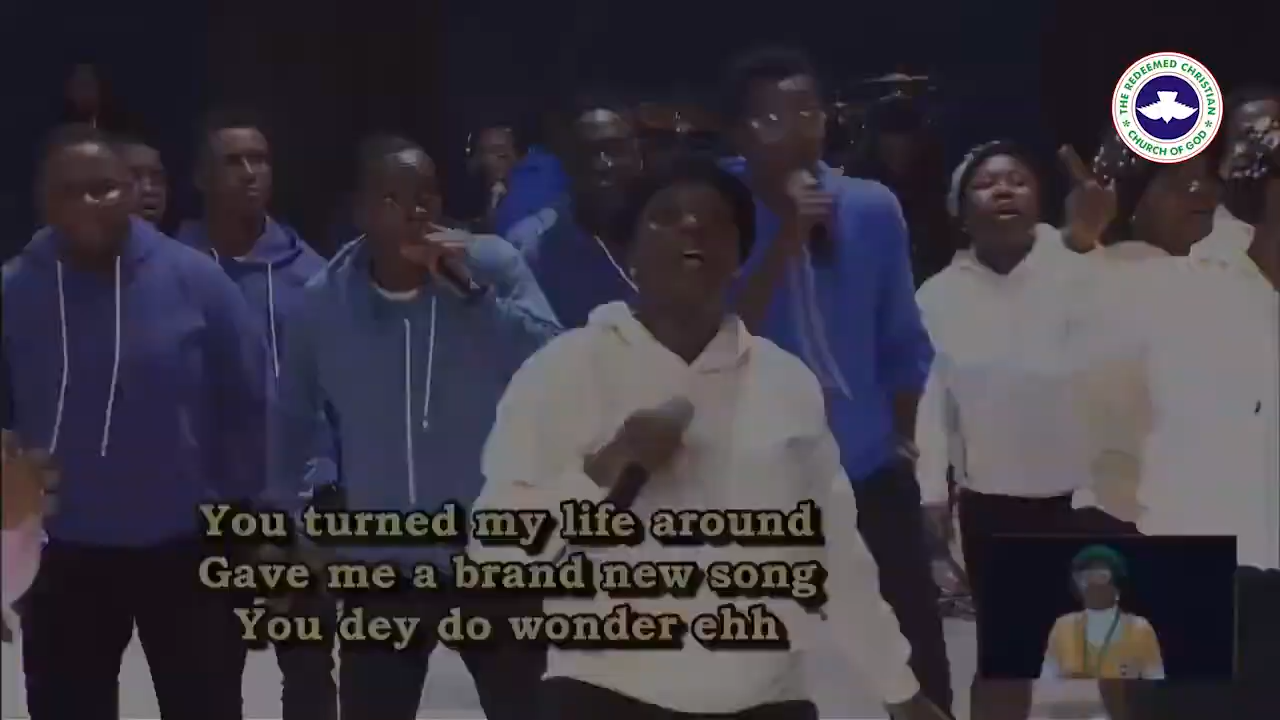 THE REDEEMED CHRISTIAN
CHURCH OF GOD
You turned my life around
Gave me a brand new song
You dey do wonder ehh